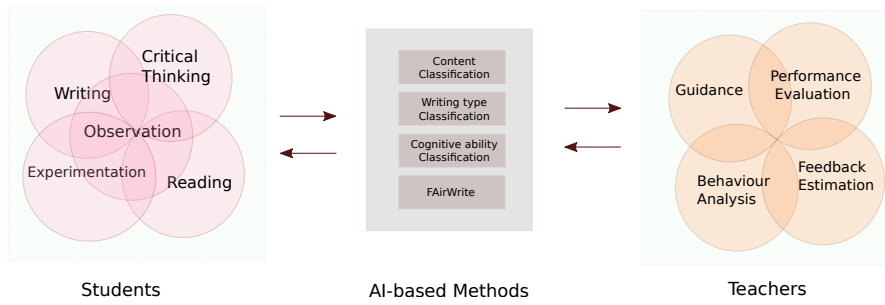 Critical
Thinking
Writing
Observation
Experimentation
Reading
Students
Content
Classification
Writing type
Classification
Cognitive ability
Classification
FAirWrite
AI-based Methods
Guidance
Performance
Evaluation
Behaviour
Analysis
Feedback
Estimation
Teachers